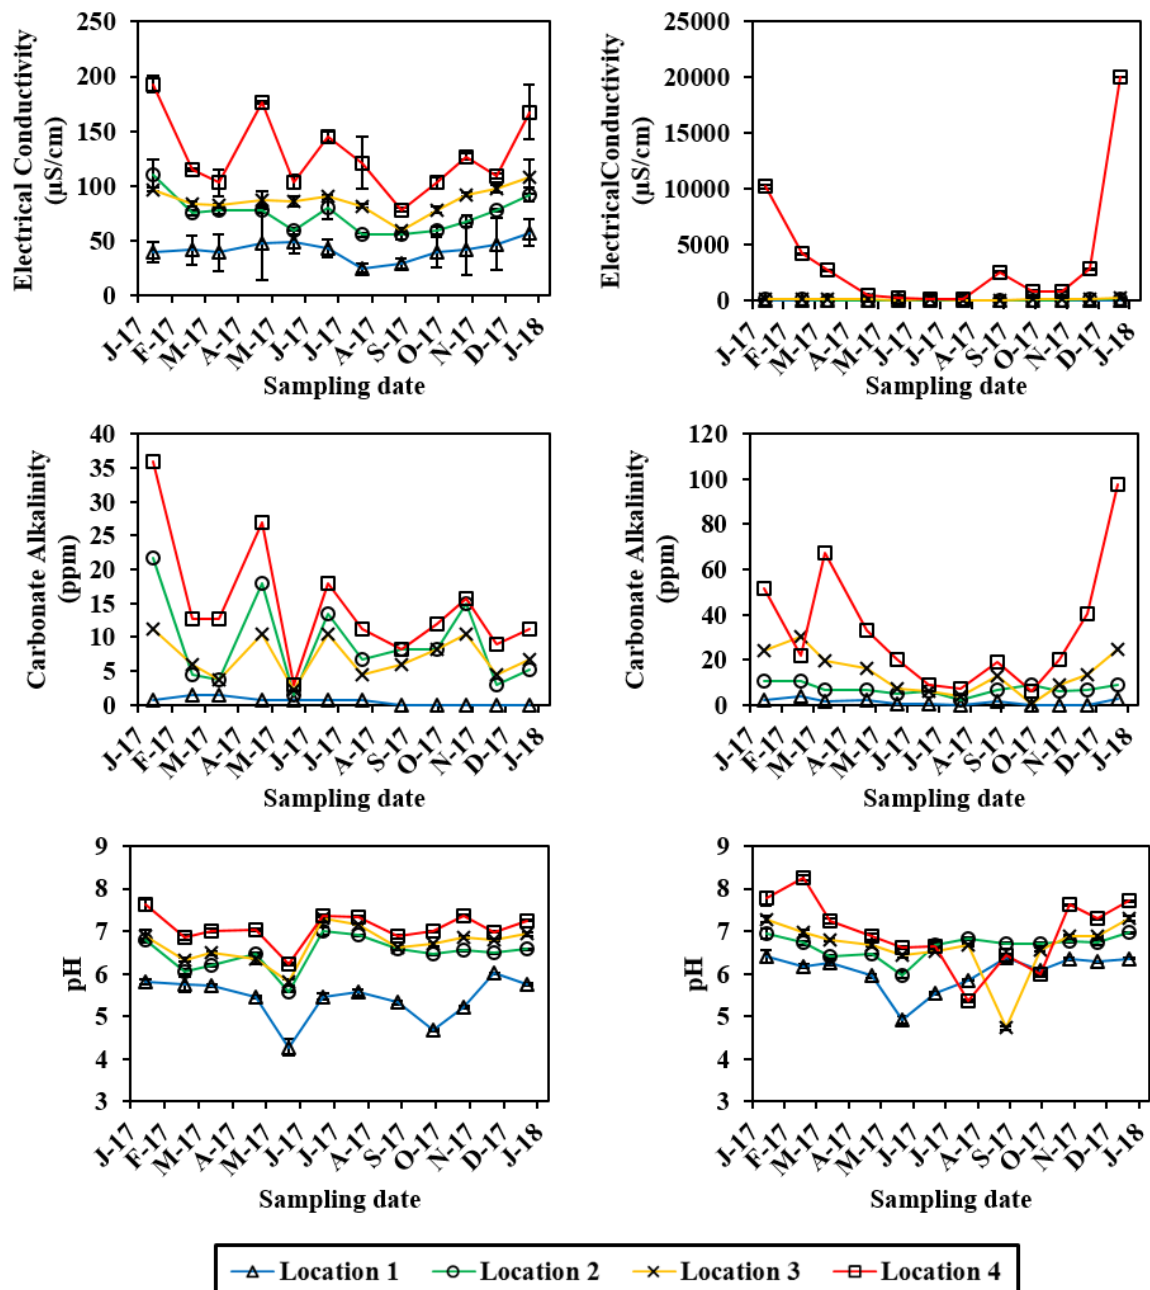 Electrical Conductivity
(µS/cm)
250
200
150
100
50
0
J-17 F-17 M-17 A-17 M-17 J-17 J-17 A-17 S-17 O-17 N-17 D-17 J-18
Sampling date
ElectricalConductivity
(µS/cm)
25000
20000
15000
10000
5000
0
J-17 F-17 M-17 A-17 M-17 J-17 J-17 A-17 S-17 O-17 N-17 D-17 J-18
Sampling date
Carbonate Alkalinity
(ppm)
40
35
30
25
20
15
10
5
0
J-17 F-17 M-17 A-17 M-17 J-17 J-17 A-17 S-17 O-17 N-17 D-17 J-18
Sampling date
Carbonate Alkalinity
(ppm)
120
100
80
60
40
20
0
J-17 F-17 M-17 A-17 M-17 J-17 J-17 A-17 S-17 O-17 N-17 D-17 J-18
Sampling date
pH
9
8
7
6
5
4
3
J-17 F-17 M-17 A-17 M-17 J-17 J-17 A-17 S-17 O-17 N-17 D-17 J-18
Sampling date
pH
9
8
7
6
5
4
3
J-17 F-17 M-17 A-17 M-17 J-17 J-17 A-17 S-17 O-17 N-17 D-17 J-18
Sampling date
Location 1 Location 2 Location 3 Location 4